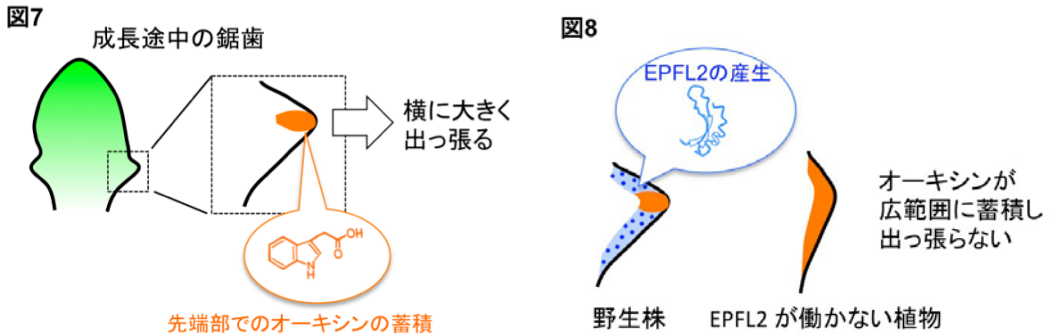 図7
成長途中の鋸歯
横に大きく
出っ張る
OH
O
N
H
先端部でのオーキシンの蓄積
図8
EPFL2の産生
オーキシンが
広範囲に蓄積し
出っ張らない
野生株
EPFL2 が働かない植物